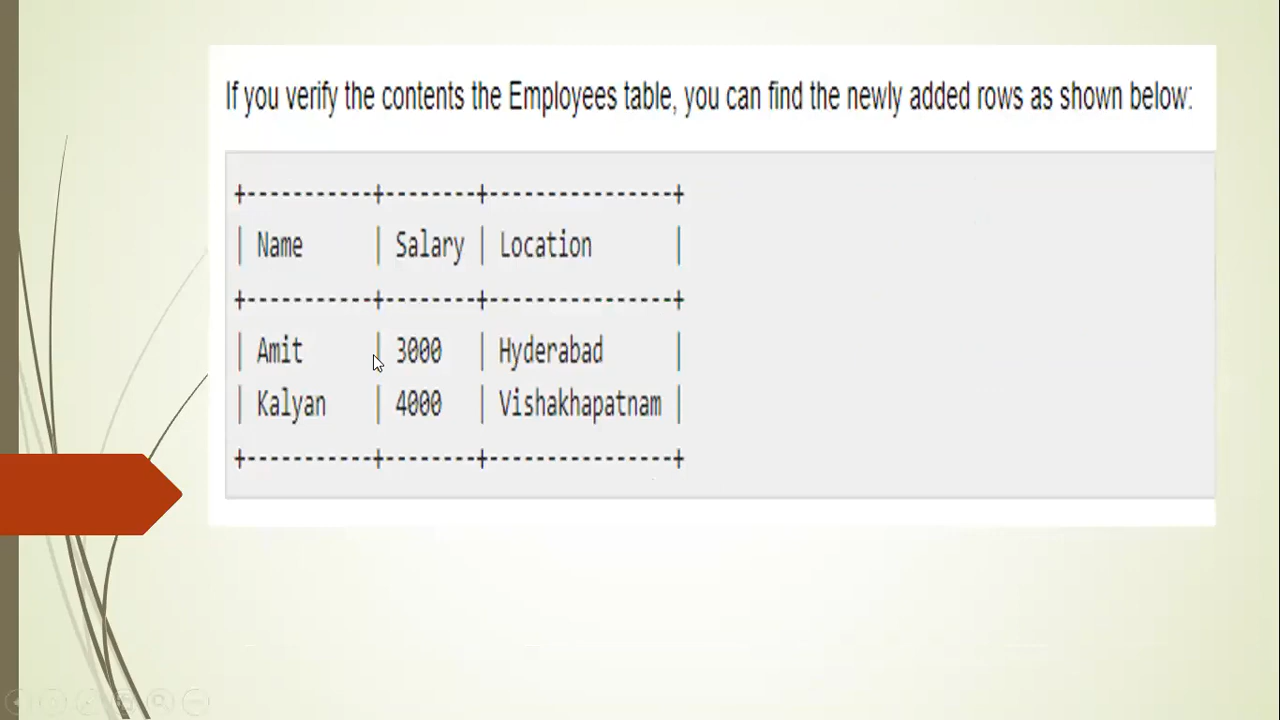 If you verify the contents the Employees table, you can find the newly added rows as shown below:
+-----------+--------+---------------+
| Name | Salary | Location |
+-----------+--------+---------------+
| Amit | 3000 | Hyderabad |
| Kalyan | 4000 | Vishakhapatnam |
+-----------+--------+---------------+